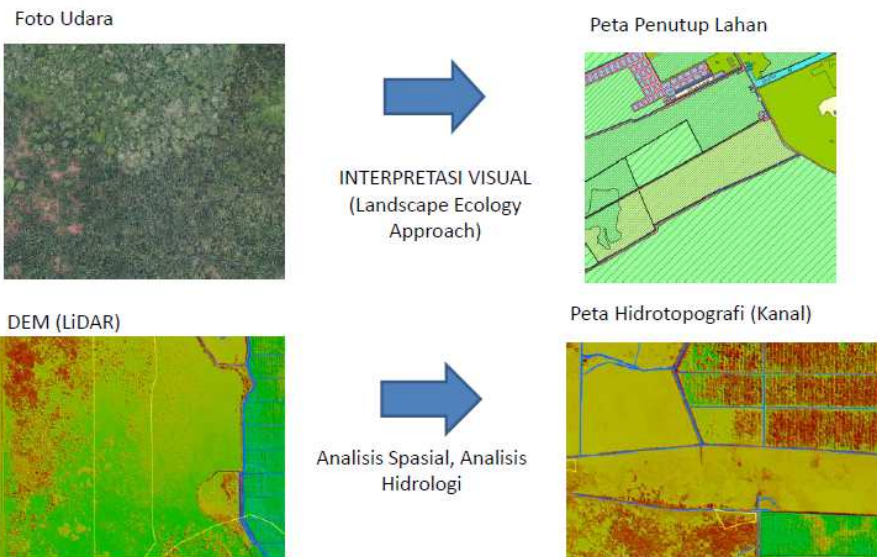 Foto Udara
Peta Penutup Lahan
INTERPRETASI VISUAL
(Landscape Ecology
Approach)
DEM (LiDAR)
Peta Hidrotopografi (Kanal)
Analisis Spasial, Analisis
Hidrologi